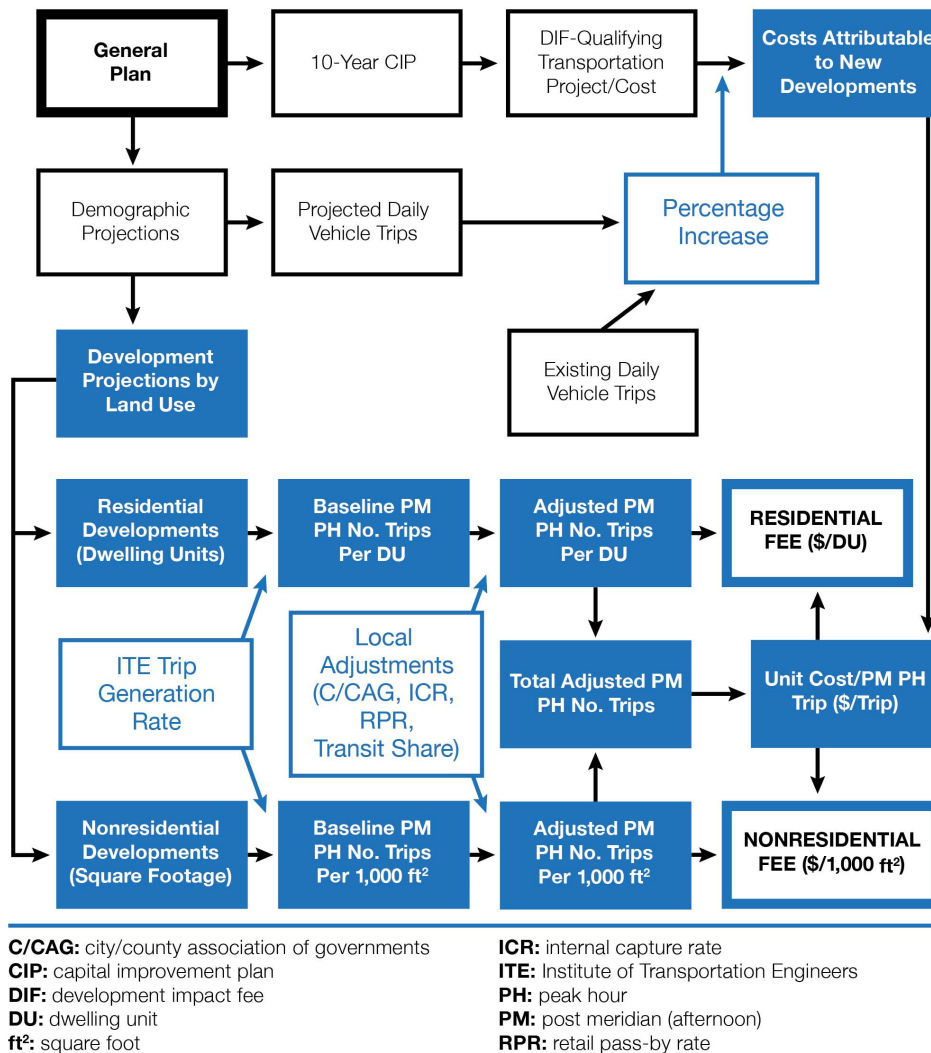 General
Plan
10-Year CIP
DIF-Qualifying
Transportation
Project/Cost
Costs Attributable
to New
Developments
Demographic
Projections
Projected Daily
Vehicle Trips
Percentage
Increase
Development
Projections by
Land Use
Existing Daily
Vehicle Trips
Residential
Developments
(Dwelling Units)
Baseline PM
PH No. Trips
Per DU
Adjusted PM
PH No. Trips
Per DU
RESIDENTIAL
FEE ($/DU)
ITE Trip
Generation
Rate
Local
Adjustments
(C/CAG, ICR,
RPR,
Transit Share)
Total Adjusted PM
PH No. Trips
Unit Cost/PM PH
Trip ($/Trip)
Nonresidential
Developments
(Square Footage)
Baseline PM
PH No. Trips
Per 1,000 ft²
Adjusted PM
PH No. Trips
Per 1,000 ft²
NONRESIDENTIAL
FEE ($/1,000 ft²)
C/CAG: city/county association of governments
CIP: capital improvement plan
DIF: development impact fee
DU: dwelling unit
ft²: square foot
ICR: internal capture rate
ITE: Institute of Transportation Engineers
PH: peak hour
PM: post meridian (afternoon)
RPR: retail pass-by rate